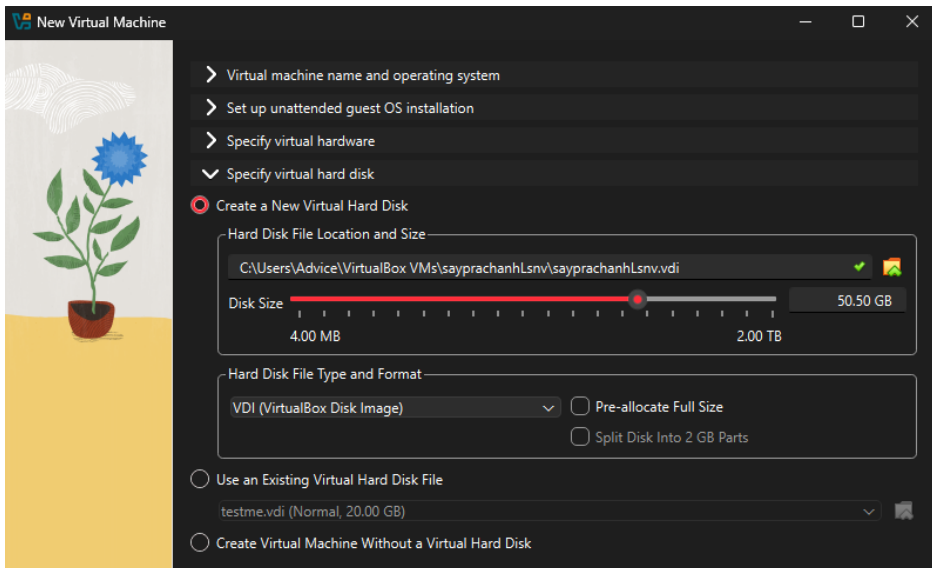 New Virtual Machine
Virtual machine name and operating system
Set up unattended guest OS installation
Specify virtual hardware
Specify virtual hard disk
Create a New Virtual Hard Disk
Hard Disk File Location and Size
C:\Users\Advice\VirtualBox VMs\sayprachanhLsnv\sayprachanhLsnv.vdi
Disk Size
50.50 GB
4.00 MB
2.00 TB
Hard Disk File Type and Format
VDI (VirtualBox Disk Image)
Pre-allocate Full Size
Split Disk Into 2 GB Parts
Use an Existing Virtual Hard Disk File
testme.vdi (Normal, 20.00 GB)
Create Virtual Machine Without a Virtual Hard Disk